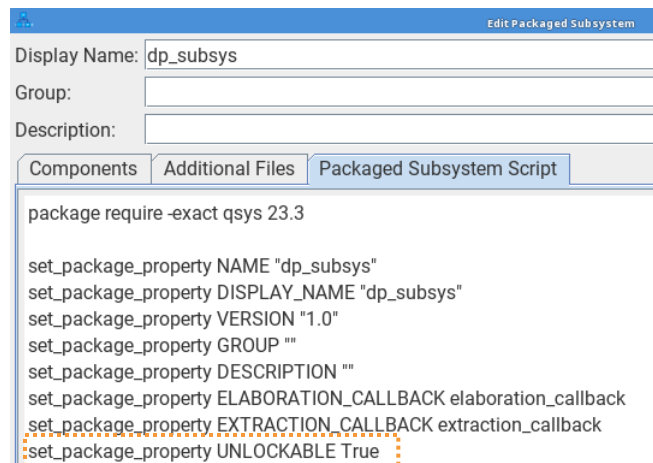 Edit Packaged Subsystem
Display Name: dp_subsys
Group:
Description:
Components Additional Files Packaged Subsystem Script
package require -exact qsys 23.3
set_package_property NAME "dp_subsys"
set_package_property DISPLAY_NAME "dp_subsys"
set_package_property VERSION "1.0"
set_package_property GROUP ""
set_package_property DESCRIPTION ""
set_package_property ELABORATION_CALLBACK elaboration_callback
set_package_property EXTRACTION_CALLBACK extraction_callback
set_package_property UNLOCKABLE True